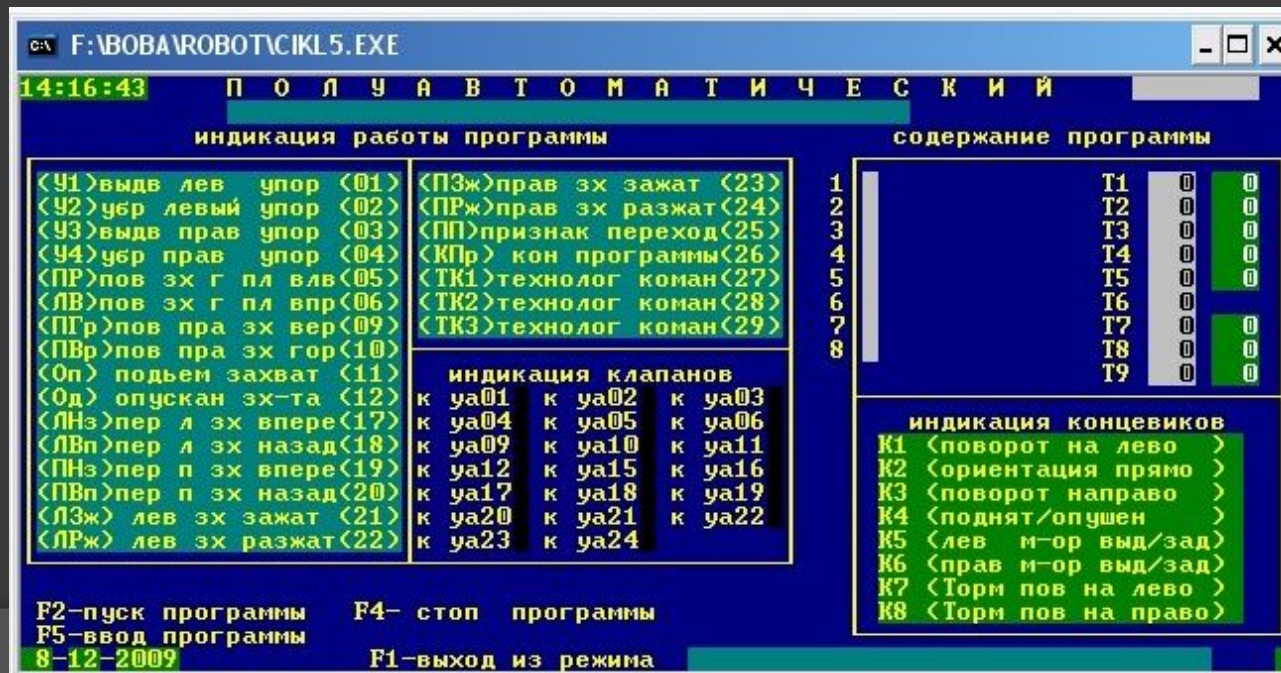 F:\BOBA\ROBOT\CIKL5.EXE
14:16:43 П О Л У А В Т О М А Т И Ч Е С К И Й
индикация работы программы
содержание программы
(У1)выдв лев упор (01)
(У2)убр левый упор (02)
(У3)выдв прав упор (03)
(У4)убр прав упор (04)
(ПР)пов зх г пл влв(05)
(ЛВ)пов зх г пл впр(06)
(ПГр)пов пра зх вер(09)
(ПВр)пов пра зх гор(10)
(Оп) подьем захват (11)
(Од) опускан зх-та (12)
(ЛНз)пер л зх впере(17)
(ЛВп)пер л зх назад(18)
(ПНз)пер п зх впере(19)
(ПВп)пер п зх назад(20)
(ЛЗж) лев зх зажат (21)
(ЛРж) лев зх разжат(22)
(ПЗж)прав зх зажат (23)
(ПРж)прав зх разжат(24)
(ПП)признак переход(25)
(КПр) кон программы(26)
(ТК1)технолог коман(27)
(ТК2)технолог коман(28)
(ТК3)технолог коман(29)
индикация клапанов
к уа01 к уа02 к уа03
к уа04 к уа05 к уа06
к уа09 к уа10 к уа11
к уа12 к уа15 к уа16
к уа17 к уа18 к уа19
к уа20 к уа21 к уа22
к уа23 к уа24
1 Т1 0 0
2 Т2 0 0
3 Т3 0 0
4 Т4 0 0
5 Т5 0 0
6 Т6 0
7 Т7 0 0
8 Т8 0 0
Т9 0 0
индикация концевиков
К1 (поворот на лево )
К2 (ориентация прямо )
К3 (поворот направо )
К4 (поднят/опушен )
К5 (лев м-ор выд/зад)
К6 (прав м-ор выд/зад)
К7 (Торм пов на лево )
К8 (Торм пов на право)
F2-пуск программы F4- стоп программы
F5-ввод программы
8-12-2009 F1-выход из режима